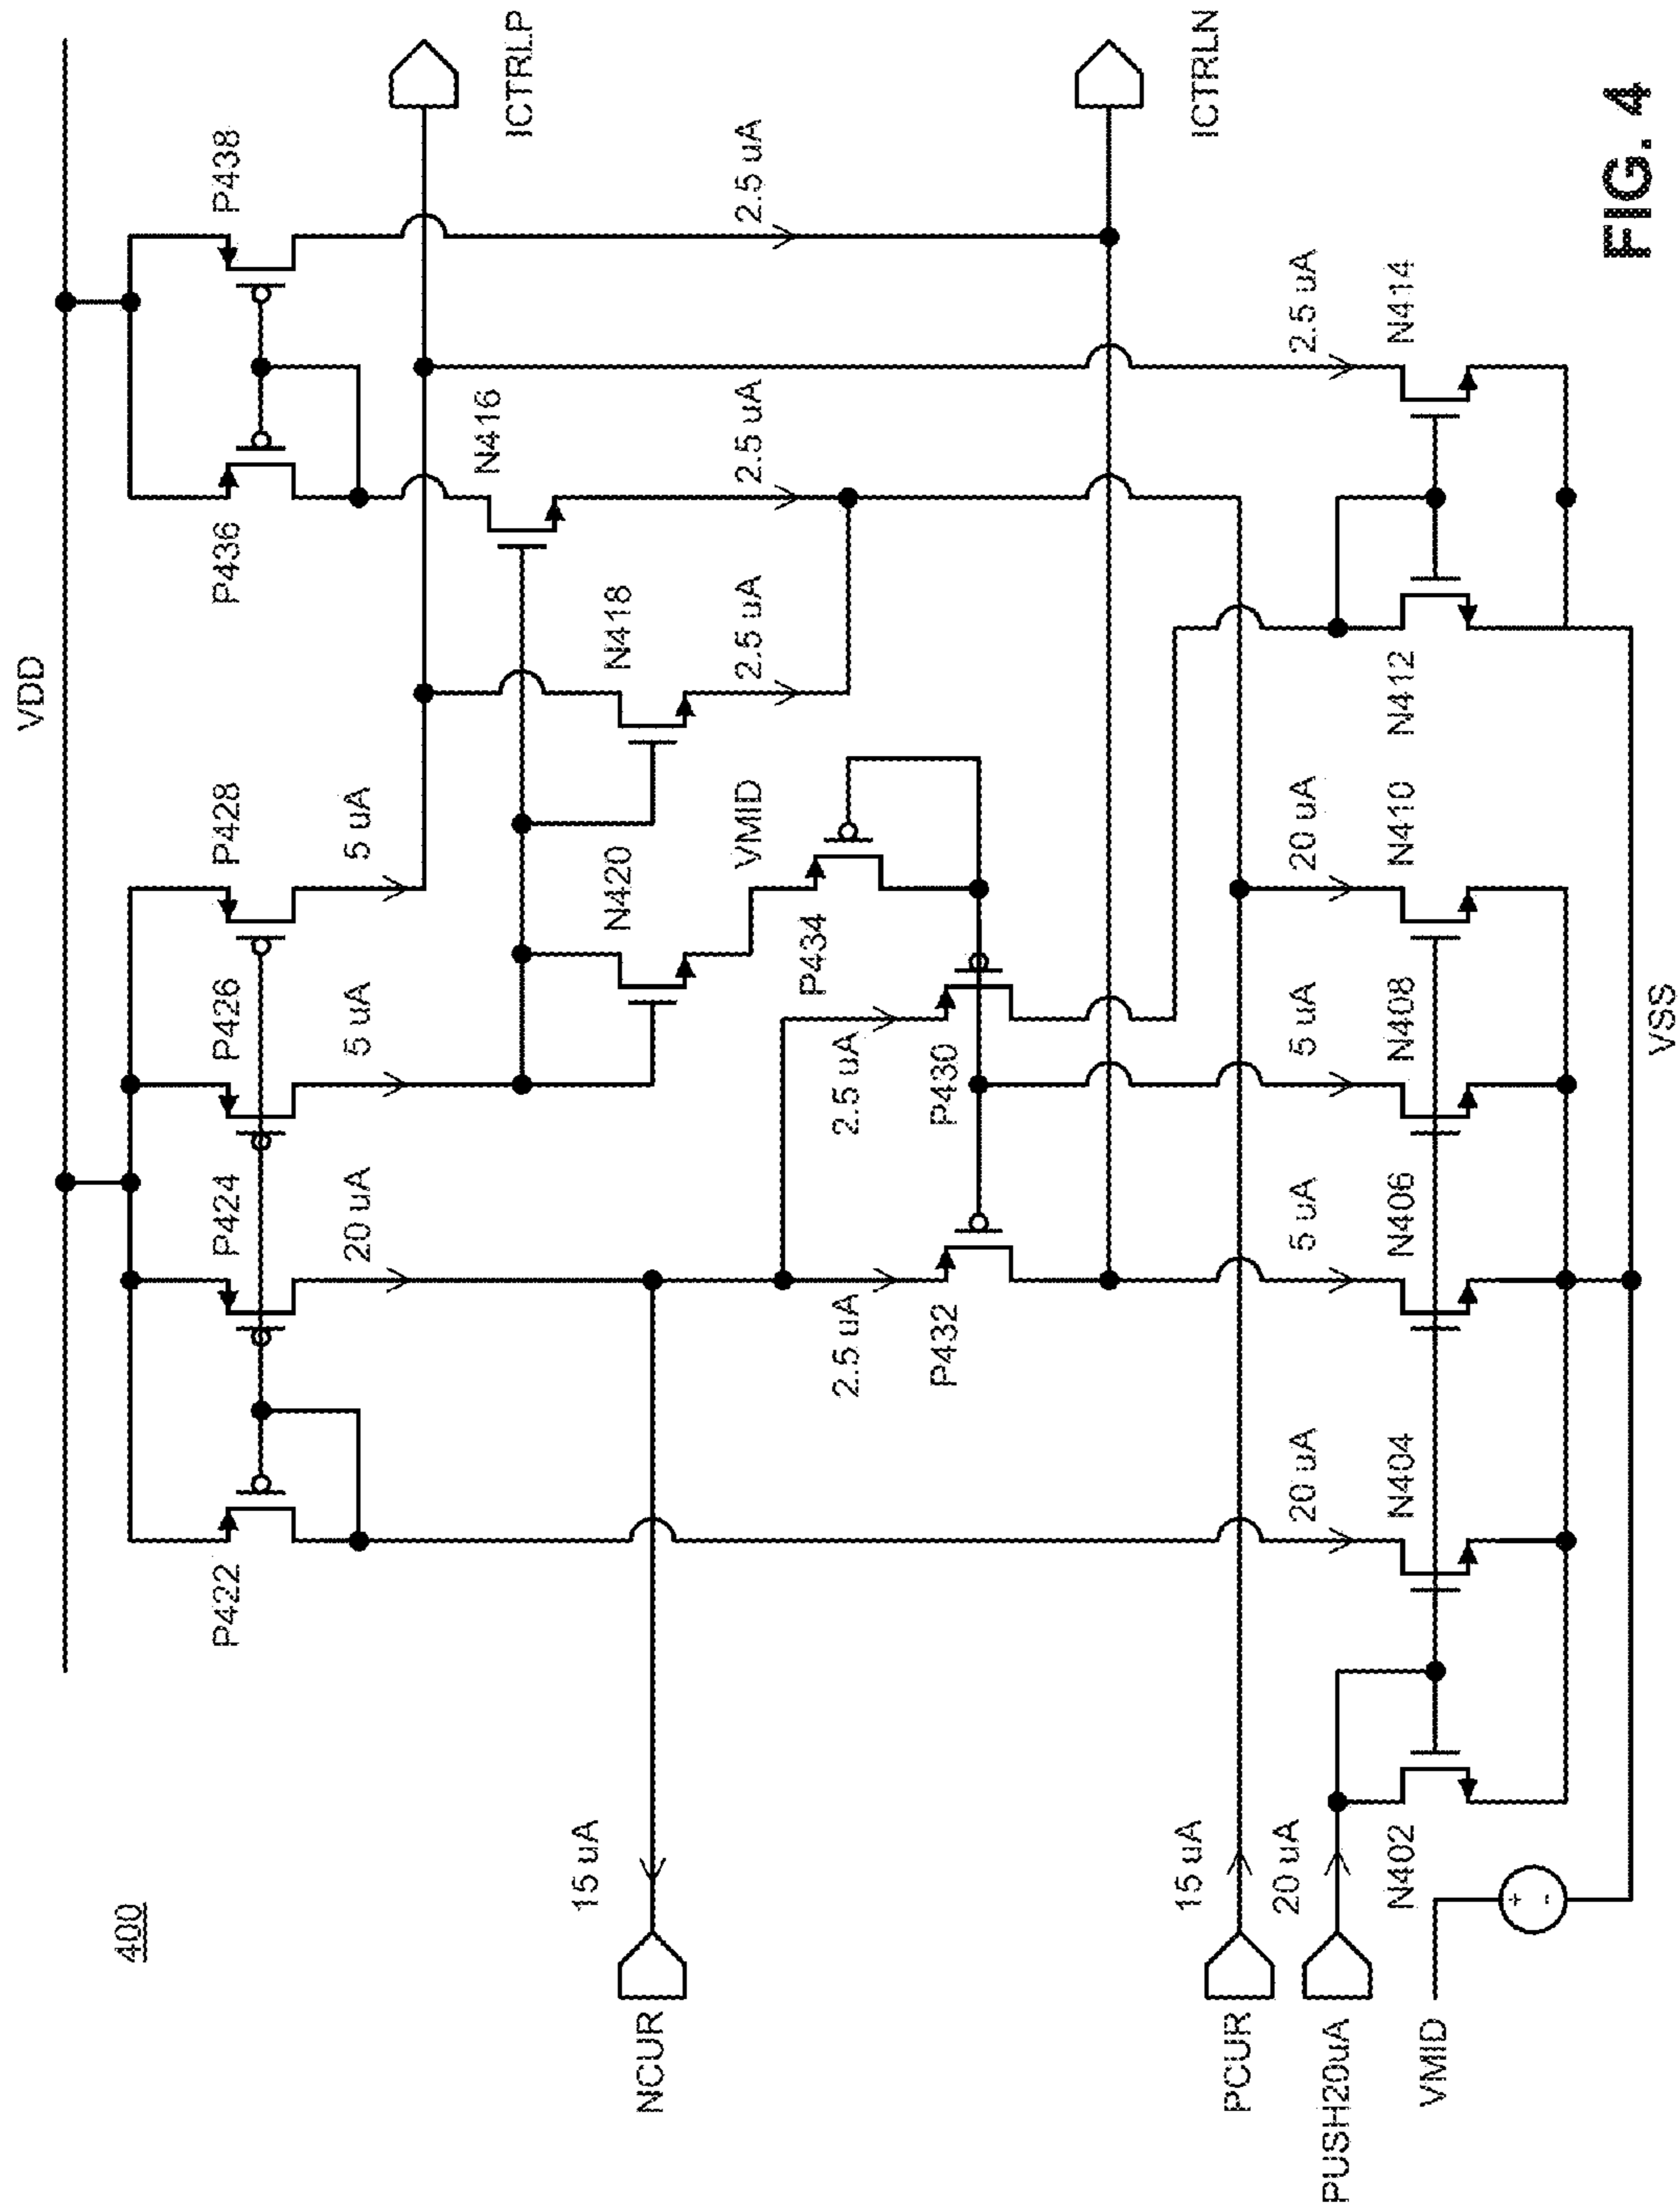 400
VDD
P422
P424
P426
P428
P436
P438
20 uA
5 uA
5 uA
ICTRLP
N416
N420
N418
VMID
2.5 uA
2.5 uA
2.5 uA
NCUR
15 uA
P434
2.5 uA
2.5 uA
P432
P430
ICTRLN
PCUR
15 uA
PUSH20uA
20 uA
20 uA
5 uA
5 uA
20 uA
2.5 uA
VMID
+
-
N402
N404
N406
N408
N410
N412
N414
VSS
FIG. 4